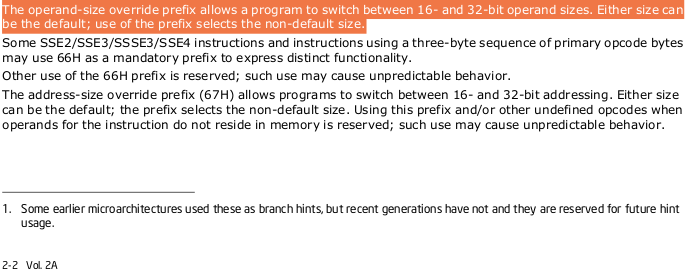 The operand-size override prefix allows a program to switch between 16- and 32-bit operand sizes. Either size can
be the default; use of the prefix selects the non-default size.
Some SSE2/SSE3/SSSE3/SSE4 instructions and instructions using a three-byte sequence of primary opcode bytes
may use 66H as a mandatory prefix to express distinct functionality.
Other use of the 66H prefix is reserved; such use may cause unpredictable behavior.
The address-size override prefix (67H) allows programs to switch between 16- and 32-bit addressing. Either size
can be the default; the prefix selects the non-default size. Using this prefix and/or other undefined opcodes when
operands for the instruction do not reside in memory is reserved; such use may cause unpredictable behavior.
1. Some earlier microarchitectures used these as branch hints, but recent generations have not and they are reserved for future hint
usage.
2-2 Vol. 2A